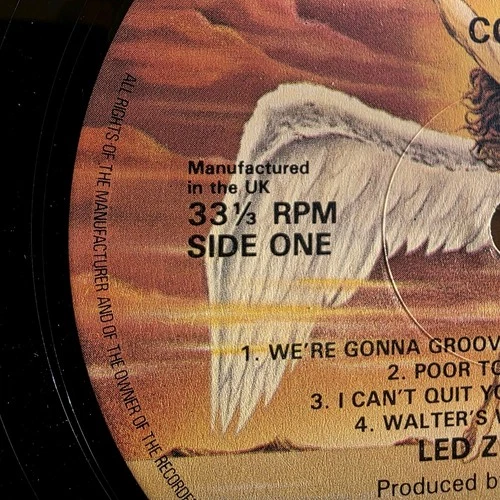 CO
Manufactured
in the UK
33⅓ RPM
SIDE ONE
1. WE'RE GONNA GROOV
2. POOR TO
3. I CAN'T QUIT YO
4. WALTER'S
LED Z
Produced b
ALL RIGHTS OF THE MANUFACTURER AND OF THE OWNER OF THE RECORDE